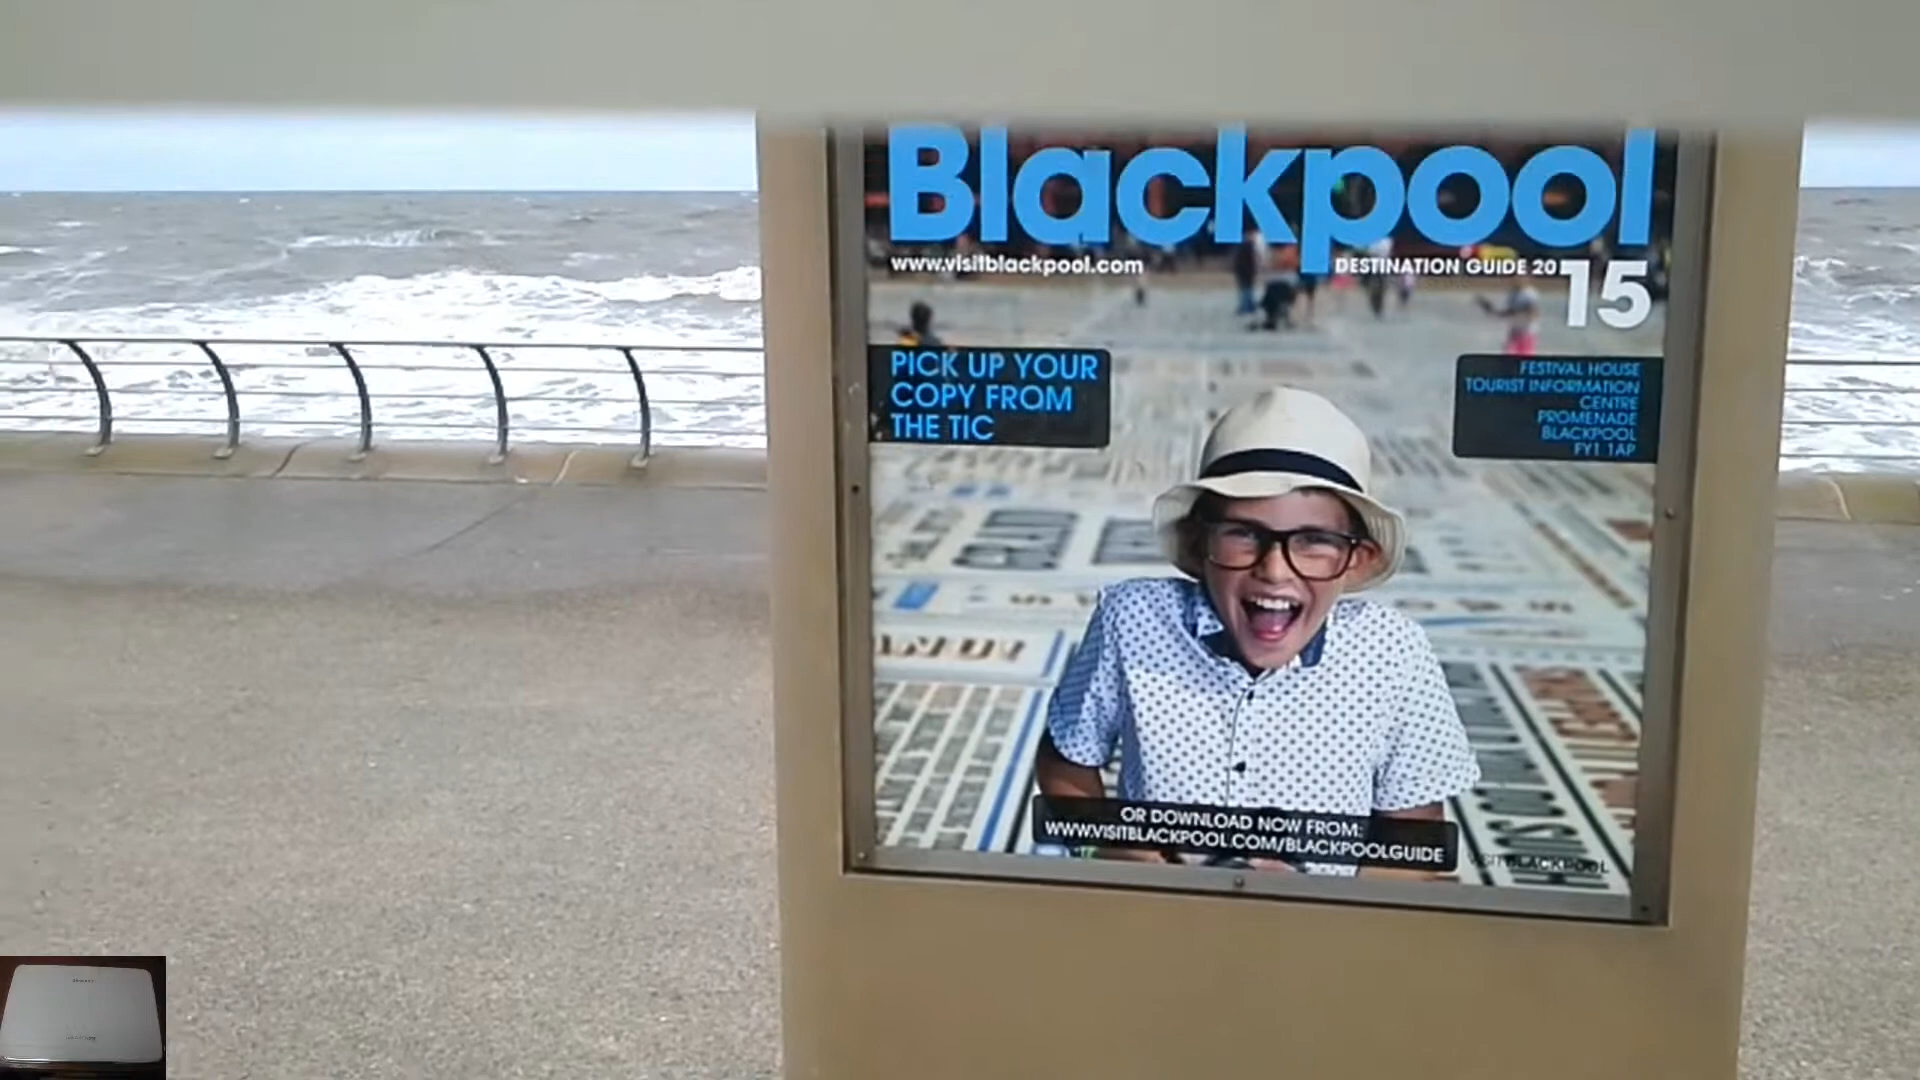 Blackpool
www.visitblackpool.com
DESTINATION GUIDE 2015
PICK UP YOUR
COPY FROM
THE TIC
FESTIVAL HOUSE
TOURIST INFORMATION
CENTRE
PROMENADE
BLACKPOOL
FY1 1AP
OR DOWNLOAD NOW FROM:
WWW.VISITBLACKPOOL.COM/BLACKPOOLGUIDE
VISITBLACKPOOL